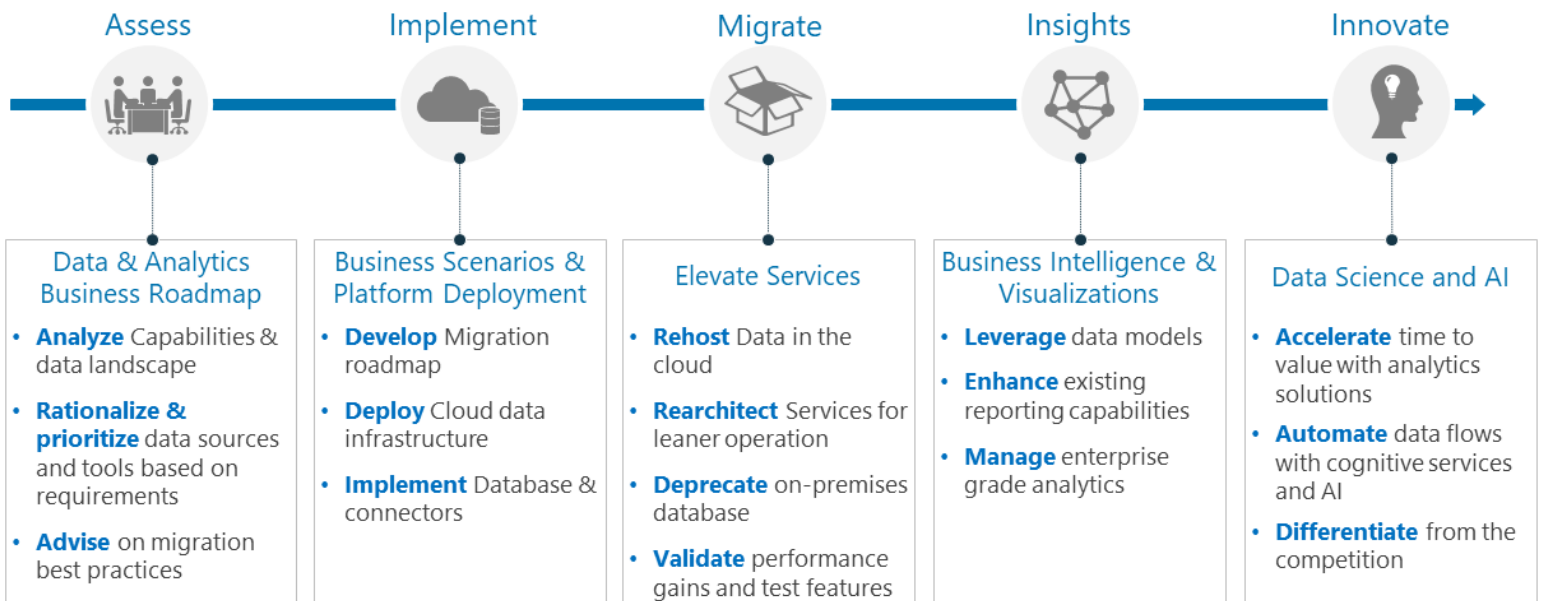 Assess
Implement
Migrate
Insights
Innovate
Data & Analytics
Business Roadmap
• Analyze Capabilities &
data landscape
• Rationalize &
prioritize data sources
and tools based on
requirements
• Advise on migration
best practices
Business Scenarios &
Platform Deployment
• Develop Migration
roadmap
• Deploy Cloud data
infrastructure
• Implement Database &
connectors
Elevate Services
• Rehost Data in the
cloud
• Rearchitect Services for
leaner operation
• Deprecate on-premises
database
• Validate performance
gains and test features
Business Intelligence &
Visualizations
• Leverage data models
• Enhance existing
reporting capabilities
• Manage enterprise
grade analytics
Data Science and AI
• Accelerate time to
value with analytics
solutions
• Automate data flows
with cognitive services
and AI
• Differentiate from the
competition